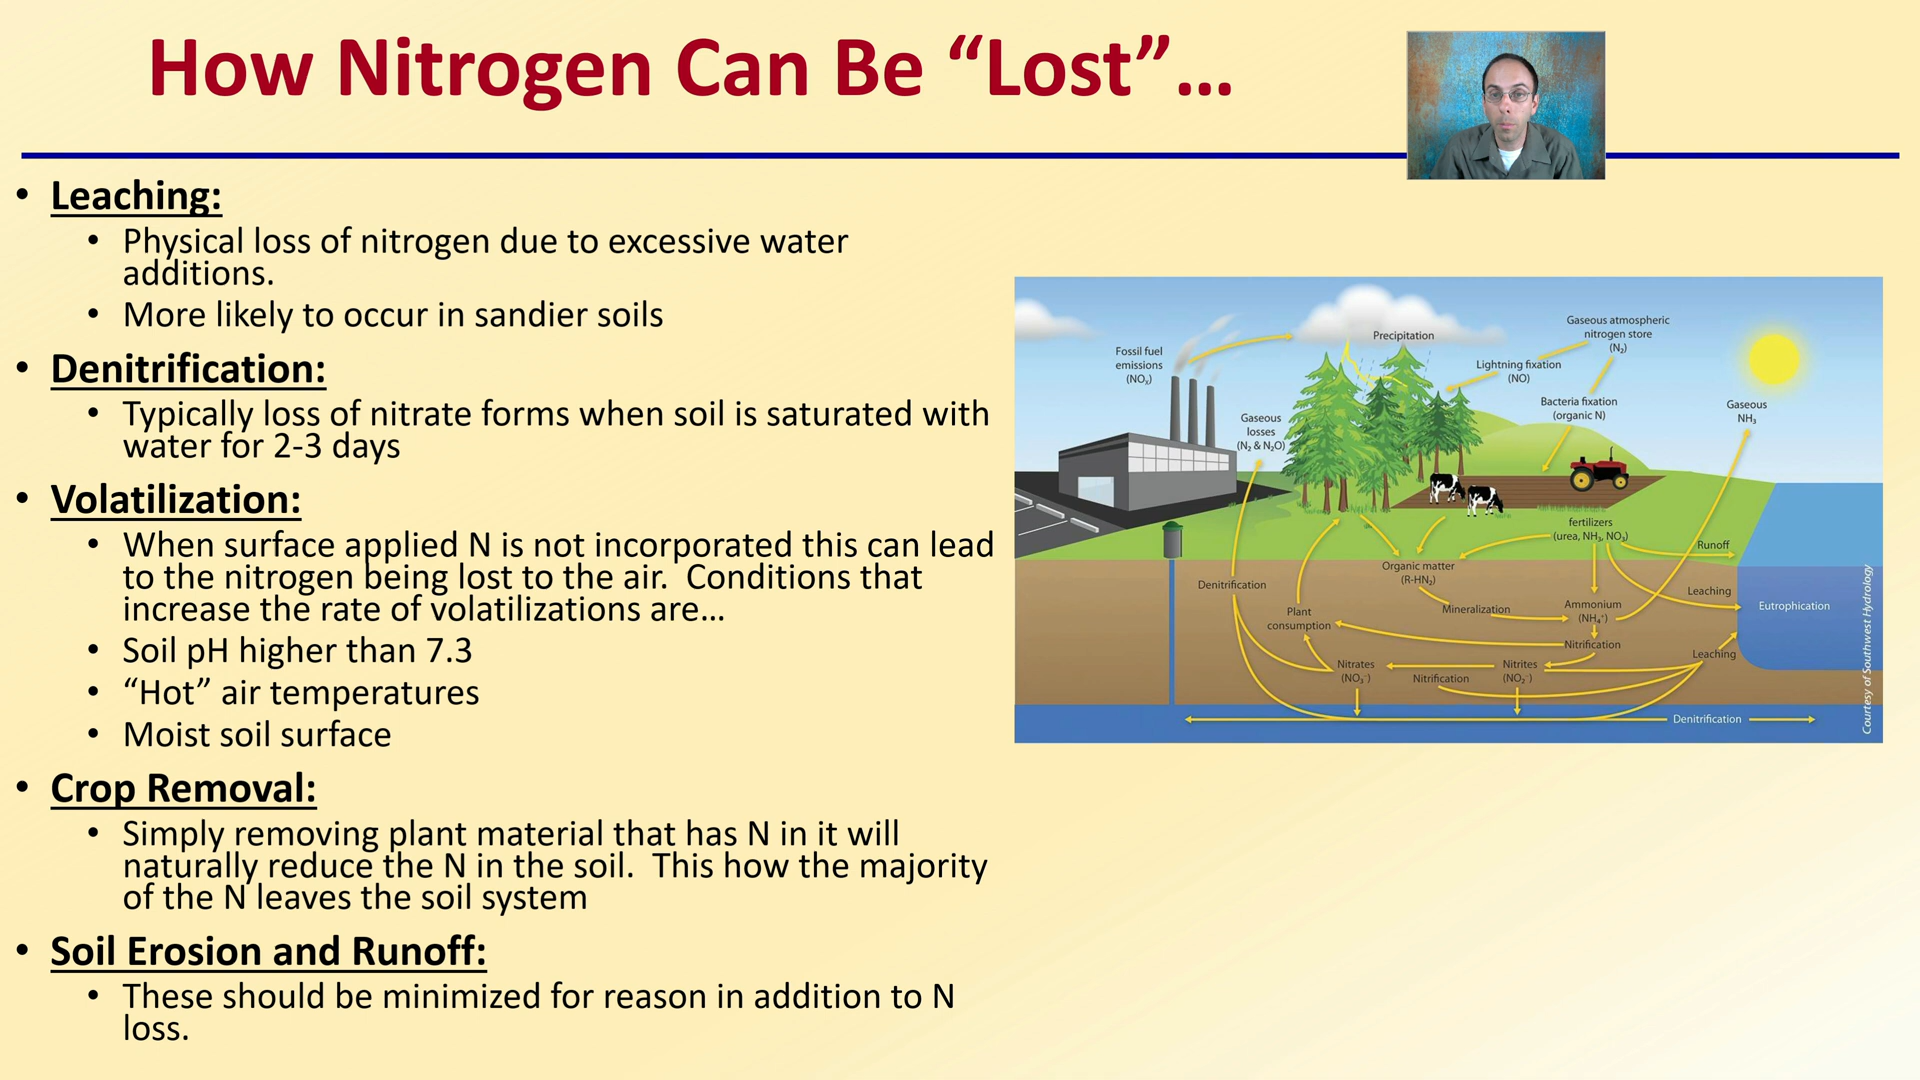 How Nitrogen Can Be “Lost”...
• Leaching:
• Physical loss of nitrogen due to excessive water
additions.
• More likely to occur in sandier soils
• Denitrification:
• Typically loss of nitrate forms when soil is saturated with
water for 2-3 days
• Volatilization:
• When surface applied N is not incorporated this can lead
to the nitrogen being lost to the air. Conditions that
increase the rate of volatilizations are...
• Soil pH higher than 7.3
• “Hot” air temperatures
• Moist soil surface
• Crop Removal:
• Simply removing plant material that has N in it will
naturally reduce the N in the soil. This how the majority
of the N leaves the soil system
• Soil Erosion and Runoff:
• These should be minimized for reason in addition to N
loss.
Gaseous atmospheric
nitrogen store
(N₂)
Precipitation
Fossil fuel
emissions
(NOₓ)
Lightning fixation
(NO)
Bacteria fixation
(organic N)
Gaseous
NH₃
Gaseous
losses
(N₂ & N₂O)
fertilizers
(urea, NH₃, NO₃)
Runoff
Organic matter
(R-HN₂)
Denitrification
Leaching
Plant
consumption
Mineralization
Ammonium
(NH₄⁺)
Eutrophication
Nitrification
Leaching
Nitrates
(NO₃⁻)
Nitrification
Nitrites
(NO₂⁻)
Denitrification
Courtesy of Southwest Hydrology